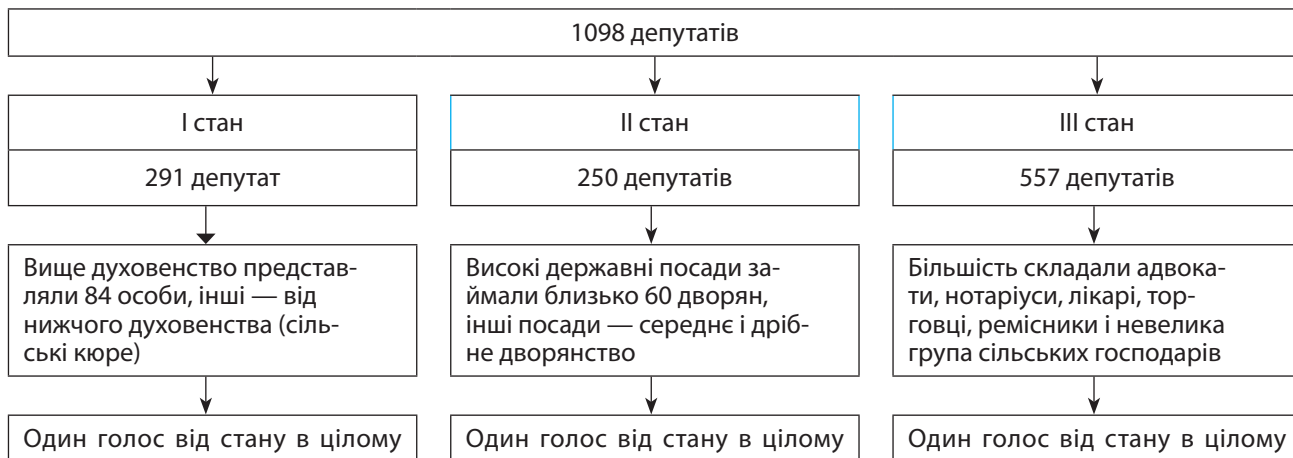 1098 депутатів
І стан
ІІ стан
ІІІ стан
291 депутат
250 депутатів
557 депутатів
Вище духовенство представ-
ляли 84 особи, інші — від
нижчого духовенства (сіль-
ські кюре)
Високі державні посади за-
ймали близько 60 дворян,
інші посади — середнє і дріб-
не дворянство
Більшість складали адвока-
ти, нотаріуси, лікарі, тор-
говці, ремісники і невелика
група сільських господарів
Один голос від стану в цілому
Один голос від стану в цілому
Один голос від стану в цілому